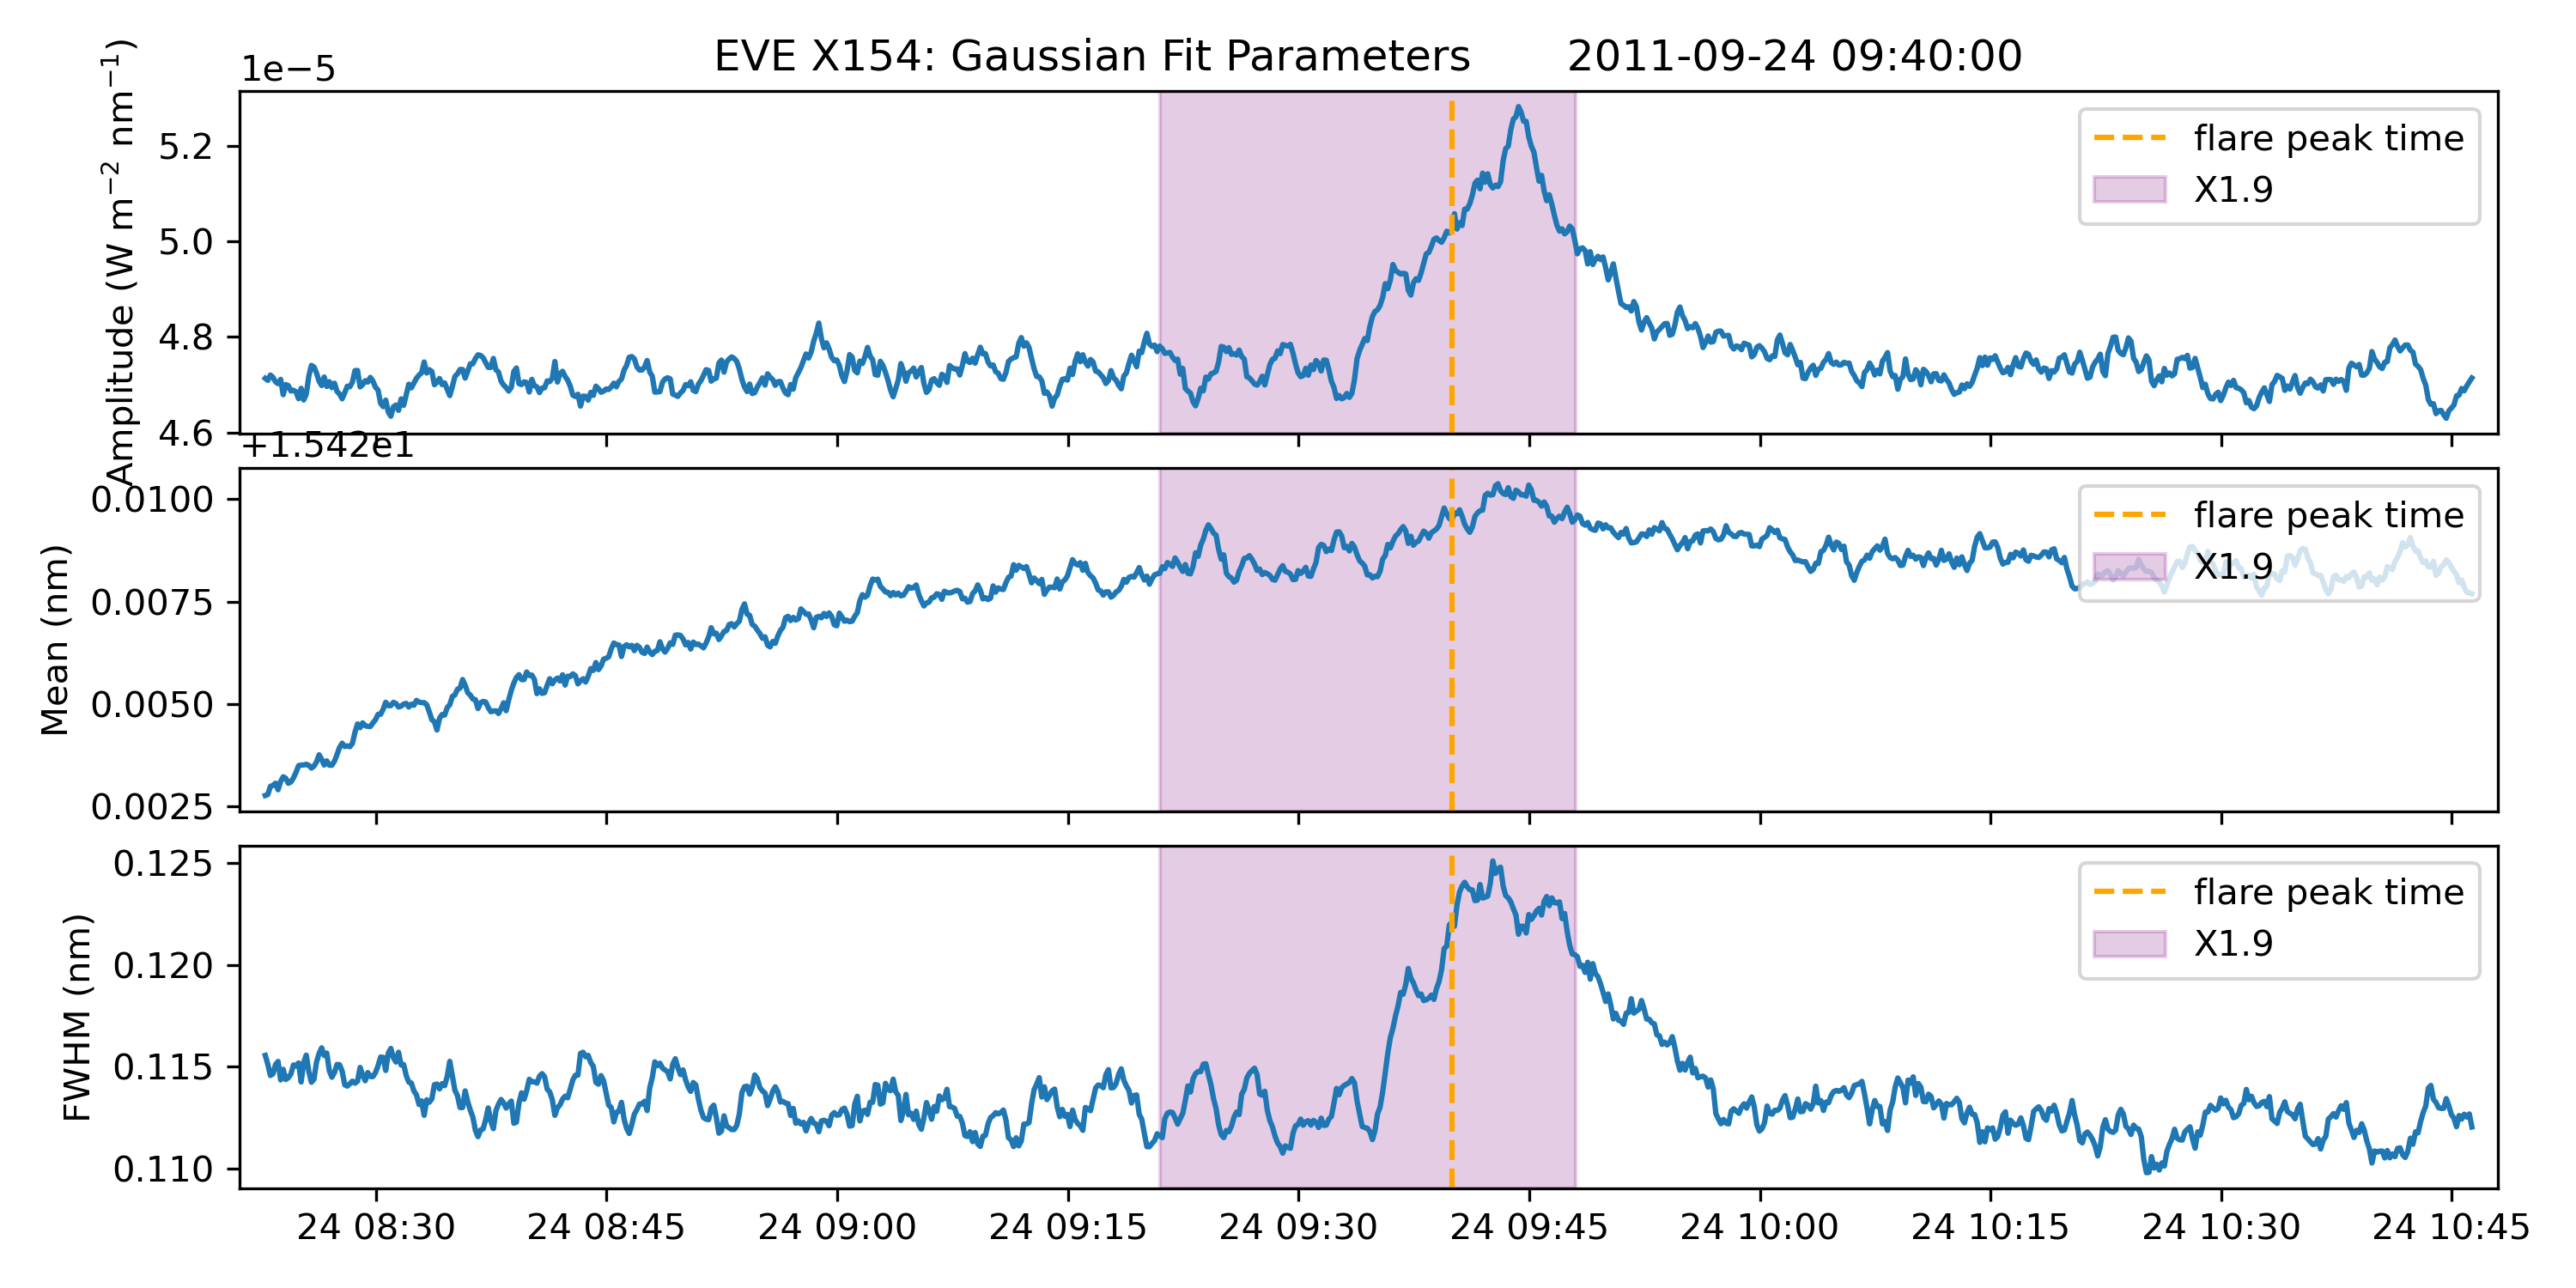 EVE X154: Gaussian Fit Parameters 2011-09-24 09:40:00
1e−5
Amplitude (W m⁻² nm⁻¹)
5.2
5.0
4.8
4.6
flare peak time
X1.9
+1.542e1
Mean (nm)
0.0100
0.0075
0.0050
0.0025
flare peak time
X1.9
FWHM (nm)
0.125
0.120
0.115
0.110
flare peak time
X1.9
24 08:30 24 08:45 24 09:00 24 09:15 24 09:30 24 09:45 24 10:00 24 10:15 24 10:30 24 10:45